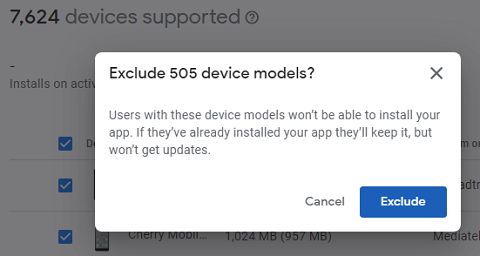 7,624 devices supported
-
Installs on activ
Exclude 505 device models?
Users with these device models won't be able to install your
app. If they've already installed your app they'll keep it, but
won't get updates.
Cancel Exclude
Cherry Mobil... 1,024 MB (957 MB) Mediatel